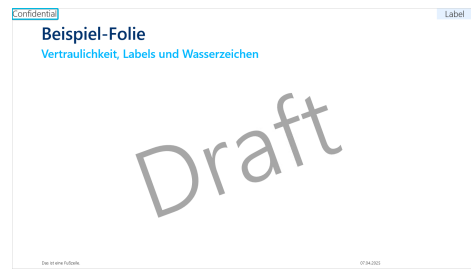 Confidential
Label
Beispiel-Folie
Vertraulichkeit, Labels und Wasserzeichen
Draft
Das ist eine Fußzeile.
07.04.2025